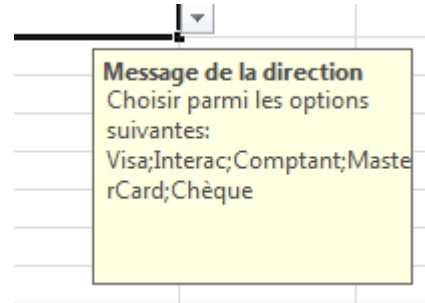 Message de la direction
Choisir parmi les options
suivantes:
Visa;Interac;Comptant;Maste
rCard;Chèque